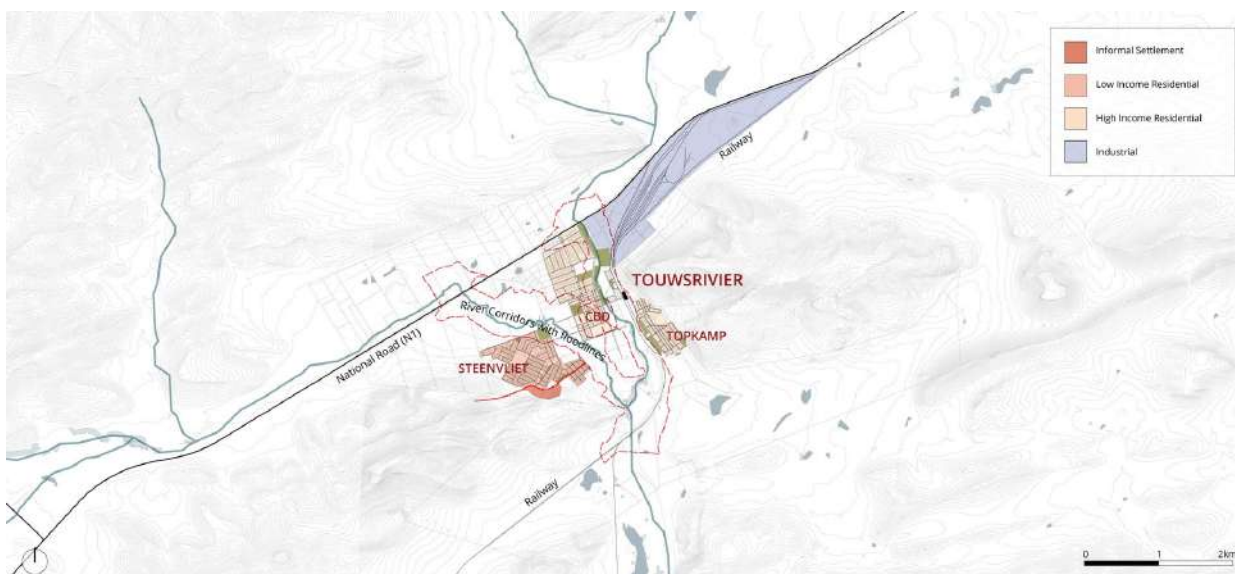 Informal Settlement
Low Income Residential
High Income Residential
Industrial
Railway
TOUWSRIVIER
CBD
TOPKAMP
River Corridors with floodlines
National Road (N1)
STEENVLIET
Railway
0 1 2km